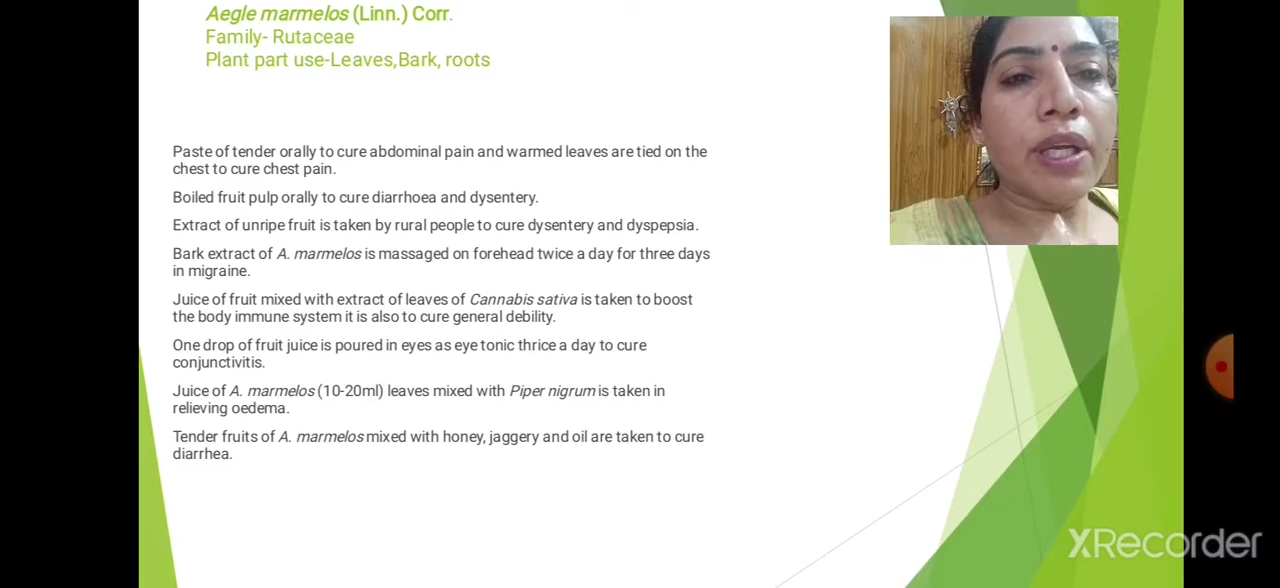 Aegle marmelos (Linn.) Corr.
Family- Rutaceae
Plant part use-Leaves,Bark, roots
Paste of tender orally to cure abdominal pain and warmed leaves are tied on the
chest to cure chest pain.
Boiled fruit pulp orally to cure diarrhoea and dysentery.
Extract of unripe fruit is taken by rural people to cure dysentery and dyspepsia.
Bark extract of A. marmelos is massaged on forehead twice a day for three days
in migraine.
Juice of fruit mixed with extract of leaves of Cannabis sativa is taken to boost
the body immune system it is also to cure general debility.
One drop of fruit juice is poured in eyes as eye tonic thrice a day to cure
conjunctivitis.
Juice of A. marmelos (10-20ml) leaves mixed with Piper nigrum is taken in
relieving oedema.
Tender fruits of A. marmelos mixed with honey, jaggery and oil are taken to cure
diarrhea.
XRecorder